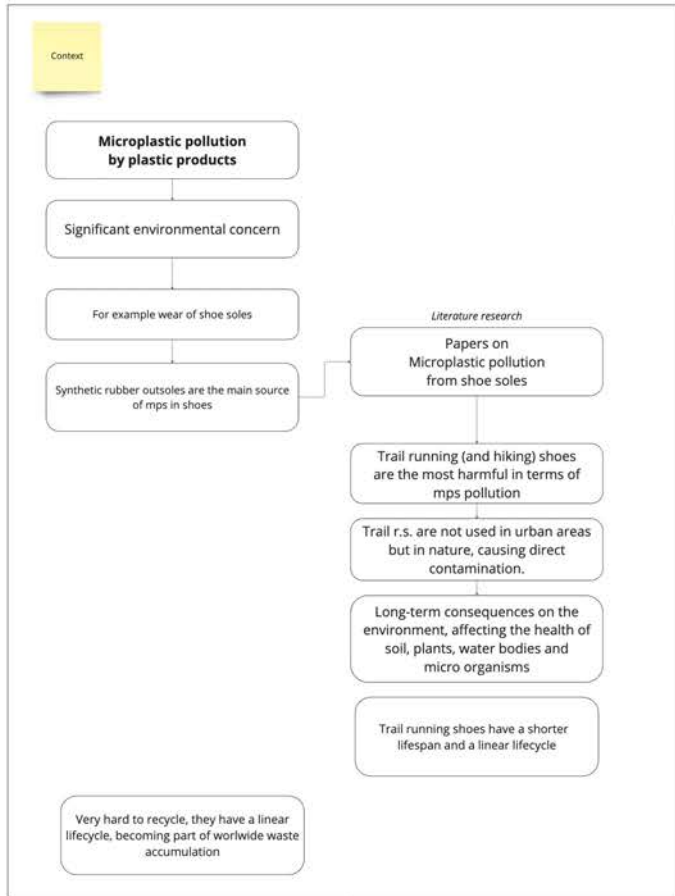 Context
Microplastic pollution
by plastic products
Significant environmental concern
For example wear of shoe soles
Synthetic rubber outsoles are the main source
of mps in shoes
Literature research
Papers on
Microplastic pollution
from shoe soles
Trail running (and hiking) shoes
are the most harmful in terms of
mps pollution
Trail r.s. are not used in urban areas
but in nature, causing direct
contamination.
Long-term consequences on the
environment, affecting the health of
soil, plants, water bodies and
micro organisms
Trail running shoes have a shorter
lifespan and a linear lifecycle
Very hard to recycle, they have a linear
lifecycle, becoming part of worlwide waste
accumulation